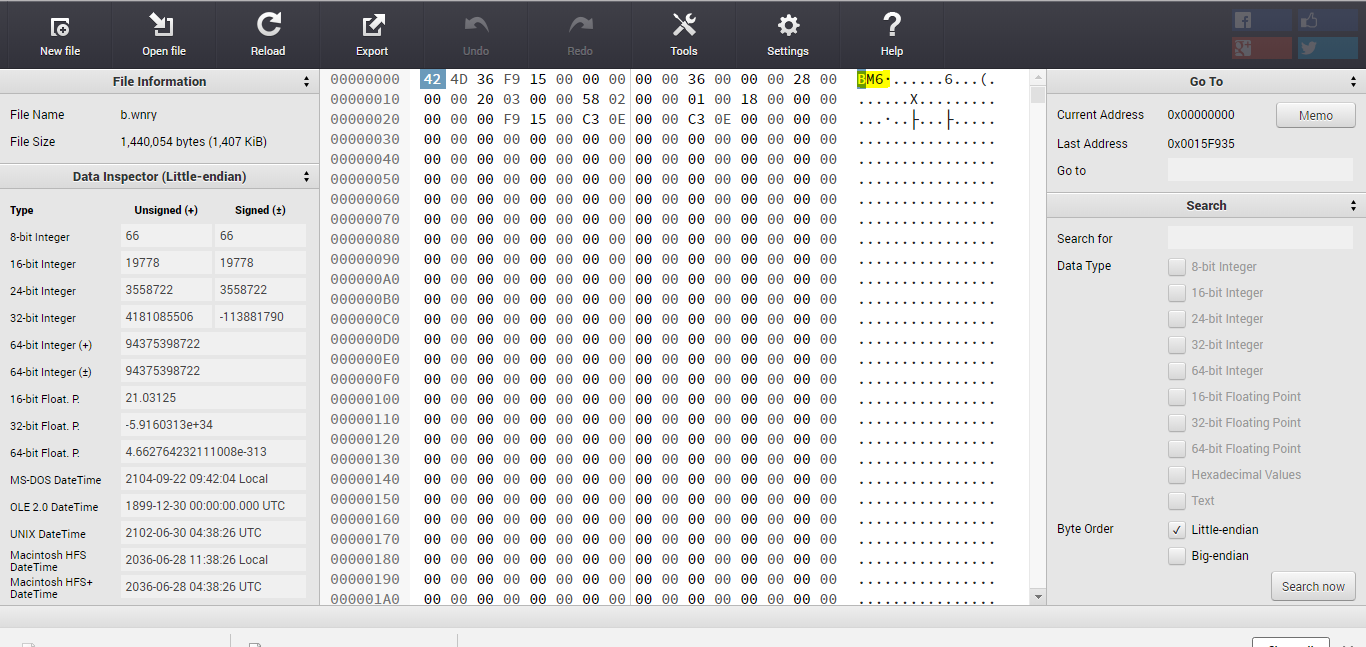 New file Open file Reload Export Undo Redo Tools Settings Help
File Information
File Name b.wnry
File Size 1,440,054 bytes (1,407 KiB)
Data Inspector (Little-endian)
Type Unsigned (+) Signed (±)
8-bit Integer 66 66
16-bit Integer 19778 19778
24-bit Integer 3558722 3558722
32-bit Integer 4181085506 -113881790
64-bit Integer (+) 94375398722
64-bit Integer (±) 94375398722
16-bit Float. P. 21.03125
32-bit Float. P. -5.9160313e+34
64-bit Float. P. 4.662764232111008e-313
MS-DOS DateTime 2104-09-22 09:42:04 Local
OLE 2.0 DateTime 1899-12-30 00:00:00.000 UTC
UNIX DateTime 2102-06-30 04:38:26 UTC
Macintosh HFS DateTime 2036-06-28 11:38:26 Local
Macintosh HFS+ DateTime 2036-06-28 04:38:26 UTC
00000000 42 4D 36 F9 15 00 00 00 00 00 36 00 00 00 28 00 BM6·......6...(.
00000010 00 00 20 03 00 00 58 02 00 00 01 00 18 00 00 00 ......X.........
00000020 00 00 F9 15 00 C3 0E 00 00 C3 0E 00 00 00 00 00 ...·..├...├.....
00000030 00 00 00 00 00 00 00 00 00 00 00 00 00 00 00 00 ................
00000040 00 00 00 00 00 00 00 00 00 00 00 00 00 00 00 00 ................
00000050 00 00 00 00 00 00 00 00 00 00 00 00 00 00 00 00 ................
00000060 00 00 00 00 00 00 00 00 00 00 00 00 00 00 00 00 ................
00000070 00 00 00 00 00 00 00 00 00 00 00 00 00 00 00 00 ................
00000080 00 00 00 00 00 00 00 00 00 00 00 00 00 00 00 00 ................
00000090 00 00 00 00 00 00 00 00 00 00 00 00 00 00 00 00 ................
000000A0 00 00 00 00 00 00 00 00 00 00 00 00 00 00 00 00 ................
000000B0 00 00 00 00 00 00 00 00 00 00 00 00 00 00 00 00 ................
000000C0 00 00 00 00 00 00 00 00 00 00 00 00 00 00 00 00 ................
000000D0 00 00 00 00 00 00 00 00 00 00 00 00 00 00 00 00 ................
000000E0 00 00 00 00 00 00 00 00 00 00 00 00 00 00 00 00 ................
000000F0 00 00 00 00 00 00 00 00 00 00 00 00 00 00 00 00 ................
00000100 00 00 00 00 00 00 00 00 00 00 00 00 00 00 00 00 ................
00000110 00 00 00 00 00 00 00 00 00 00 00 00 00 00 00 00 ................
00000120 00 00 00 00 00 00 00 00 00 00 00 00 00 00 00 00 ................
00000130 00 00 00 00 00 00 00 00 00 00 00 00 00 00 00 00 ................
00000140 00 00 00 00 00 00 00 00 00 00 00 00 00 00 00 00 ................
00000150 00 00 00 00 00 00 00 00 00 00 00 00 00 00 00 00 ................
00000160 00 00 00 00 00 00 00 00 00 00 00 00 00 00 00 00 ................
00000170 00 00 00 00 00 00 00 00 00 00 00 00 00 00 00 00 ................
00000180 00 00 00 00 00 00 00 00 00 00 00 00 00 00 00 00 ................
00000190 00 00 00 00 00 00 00 00 00 00 00 00 00 00 00 00 ................
000001A0 00 00 00 00 00 00 00 00 00 00 00 00 00 00 00 00 ................
Go To
Current Address 0x00000000 Memo
Last Address 0x0015F935
Go to
Search
Search for
Data Type 8-bit Integer
16-bit Integer
24-bit Integer
32-bit Integer
64-bit Integer
16-bit Floating Point
32-bit Floating Point
64-bit Floating Point
Hexadecimal Values
Text
Byte Order Little-endian
Big-endian
Search now